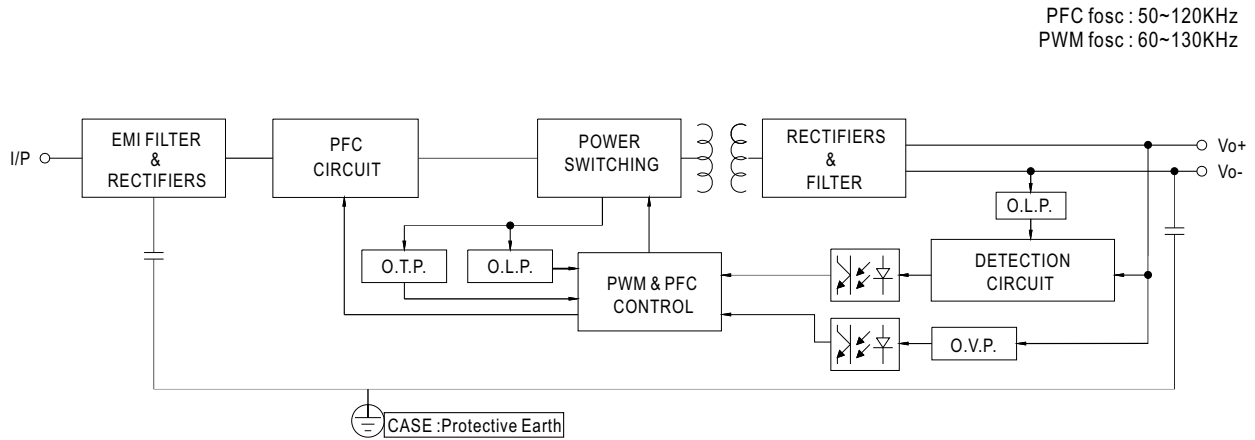 PFC fosc : 50~120KHz
PWM fosc : 60~130KHz
I/P
EMI FILTER
&
RECTIFIERS
PFC
CIRCUIT
POWER
SWITCHING
RECTIFIERS
&
FILTER
Vo+
Vo-
O.L.P.
O.T.P.
O.L.P.
PWM & PFC
CONTROL
DETECTION
CIRCUIT
O.V.P.
CASE :Protective Earth